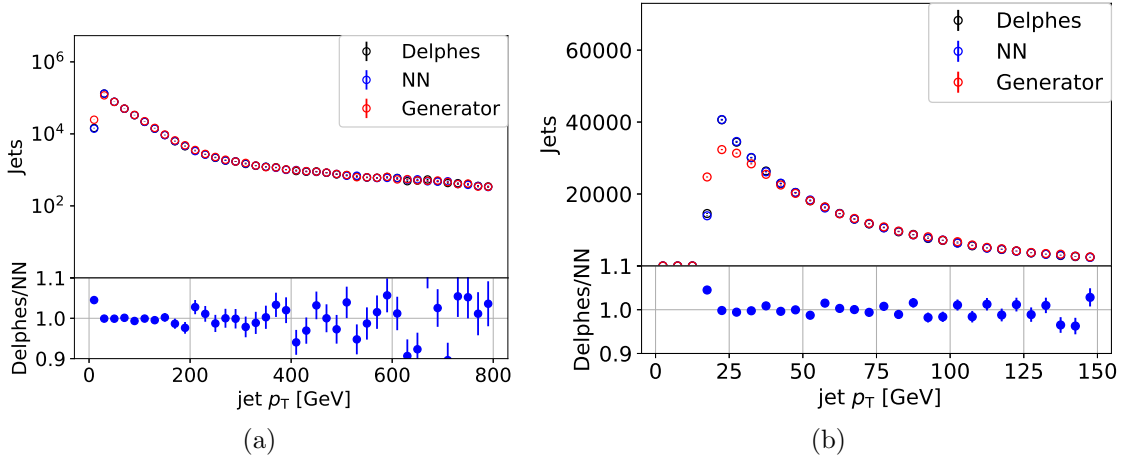 Delphes
NN
Generator
10^6
10^4
10^2
Jets
1.1
1.0
0.9
Delphes/NN
0 200 400 600 800
jet p_T [GeV]
(a)
Delphes
NN
Generator
60000
40000
20000
Jets
1.1
1.0
0.9
Delphes/NN
0 25 50 75 100 125 150
jet p_T [GeV]
(b)